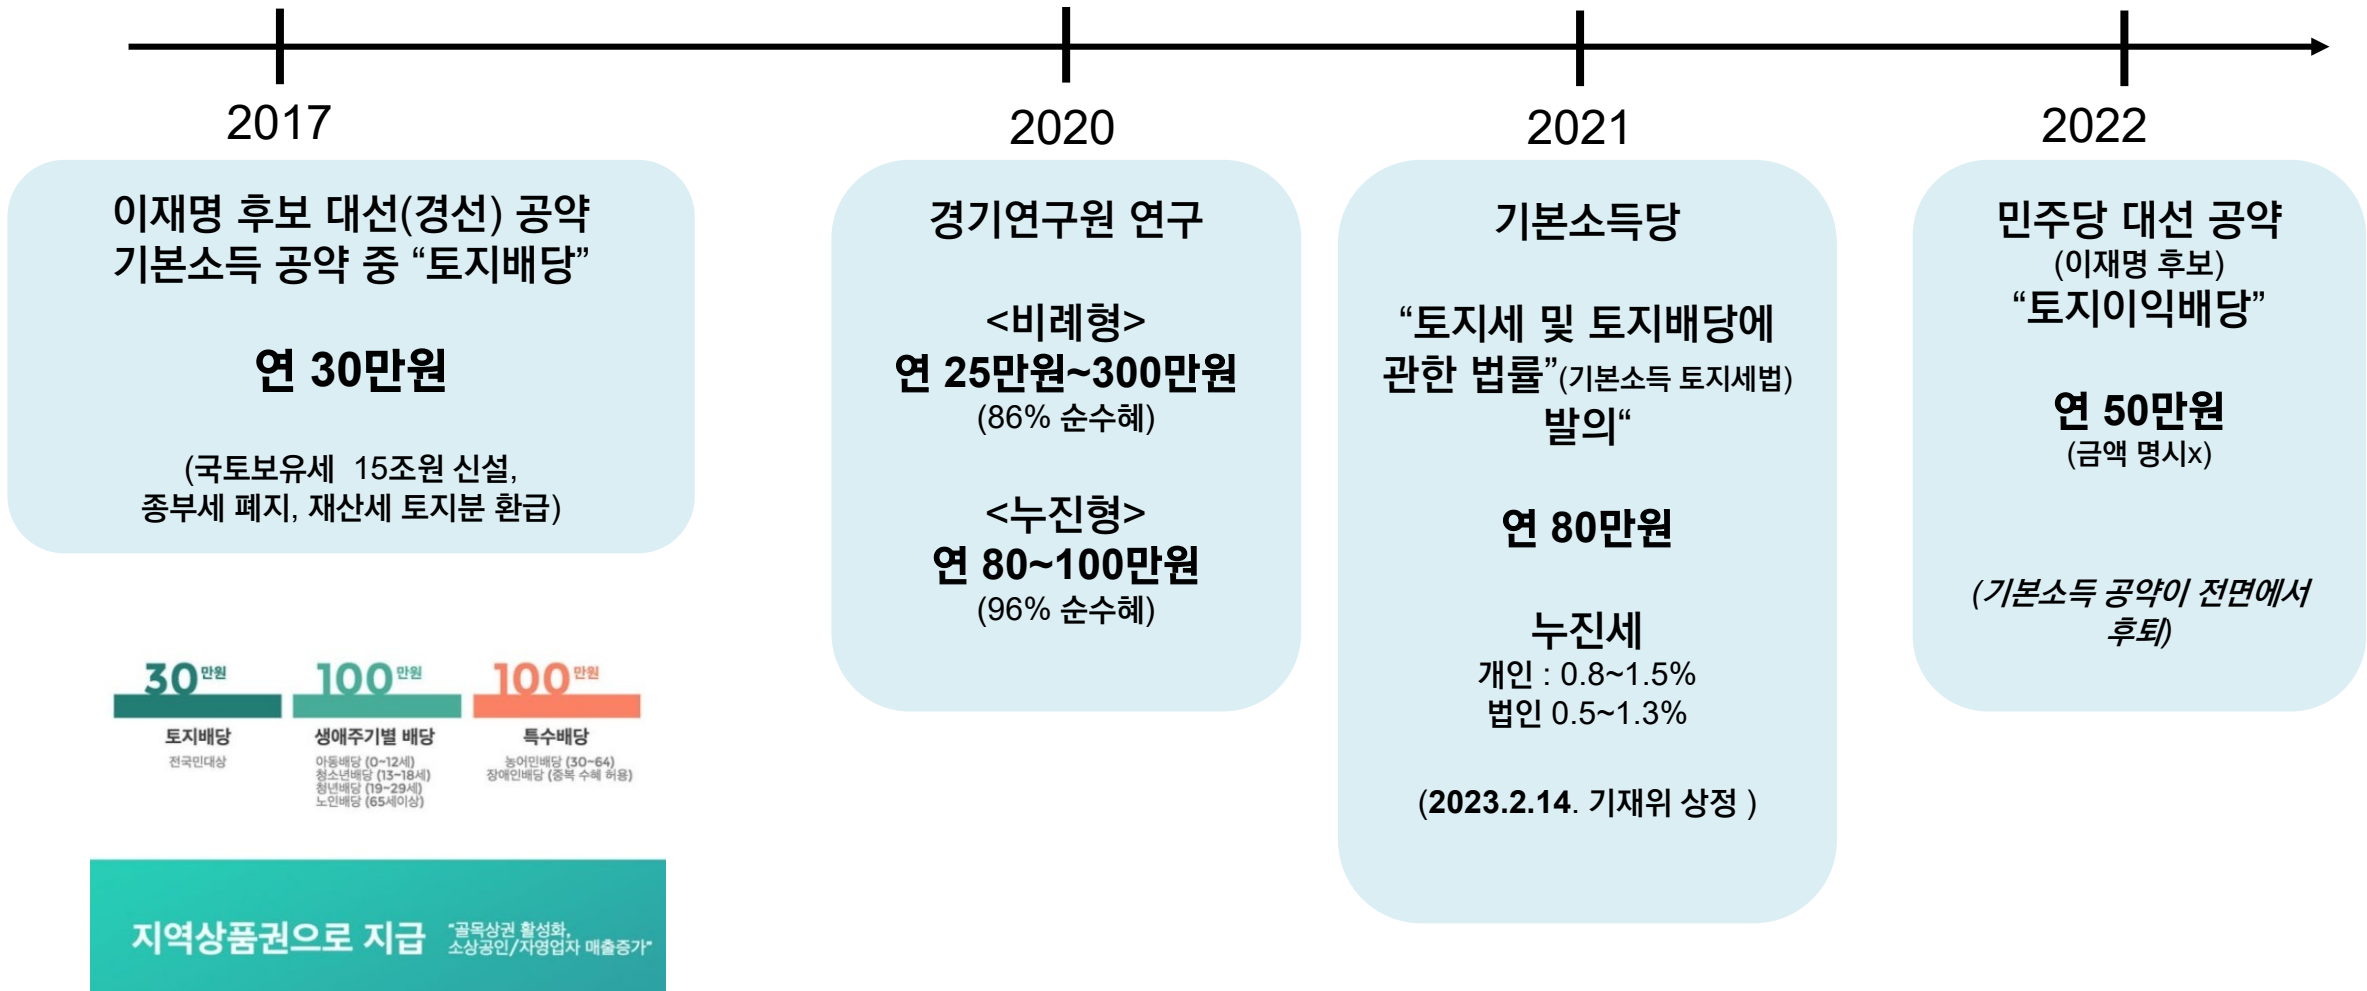 2017
이재명 후보 대선(경선) 공약
기본소득 공약 중 “토지배당”
연 30만원
(국토보유세 15조원 신설,
종부세 폐지, 재산세 토지분 환급)
30만원
토지배당
전국민대상
100만원
생애주기별 배당
아동배당 (0~12세)
청소년배당 (13~18세)
청년배당 (19~29세)
노인배당 (65세이상)
100만원
특수배당
농어민배당 (30~64)
장애인배당 (중복 수혜 허용)
지역상품권으로 지급
"골목상권 활성화,
소상공인/자영업자 매출증가"
2020
경기연구원 연구
<비례형>
연 25만원~300만원
(86% 순수혜)
<누진형>
연 80~100만원
(96% 순수혜)
2021
기본소득당
“토지세 및 토지배당에
관한 법률”(기본소득 토지세법)
발의“
연 80만원
누진세
개인 : 0.8~1.5%
법인 0.5~1.3%
(2023.2.14. 기재위 상정 )
2022
민주당 대선 공약
(이재명 후보)
“토지이익배당”
연 50만원
(금액 명시x)
(기본소득 공약이 전면에서
후퇴)